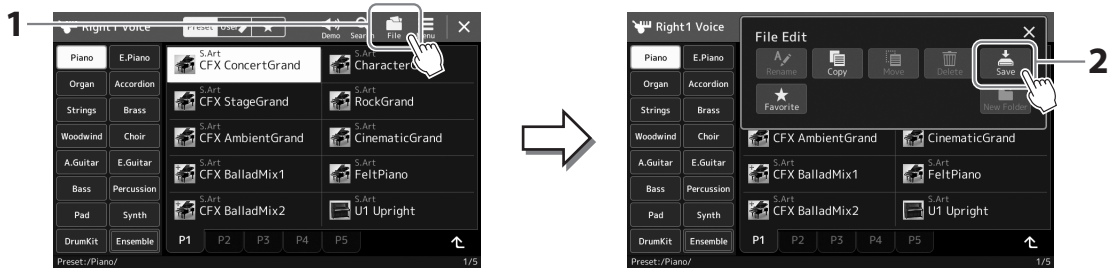 1
Right1 Voice
Preset
User
Demo
Search
File
Menu
Piano
E.Piano
Organ
Accordion
Strings
Brass
Woodwind
Choir
A.Guitar
E.Guitar
Bass
Percussion
Pad
Synth
DrumKit
Ensemble
S.Art
CFX ConcertGrand
S.Art
S.Art
CFX StageGrand
S.Art
RockGrand
S.Art
CFX AmbientGrand
S.Art
CinematicGrand
S.Art
CFX BalladMix1
S.Art
FeltPiano
S.Art
CFX BalladMix2
S.Art
U1 Upright
P1 P2 P3 P4 P5
Preset:/Piano/
1/5
2
Right1 Voice
File Edit
Rename
Copy
Move
Delete
Save
Favorite
New Folder
Piano
E.Piano
Organ
Accordion
Strings
Brass
Woodwind
Choir
A.Guitar
E.Guitar
Bass
Percussion
Pad
Synth
DrumKit
Ensemble
CFX AmbientGrand
CinematicGrand
S.Art
CFX BalladMix1
S.Art
FeltPiano
S.Art
CFX BalladMix2
S.Art
U1 Upright
P1 P2 P3 P4 P5
Preset:/Piano/
1/5